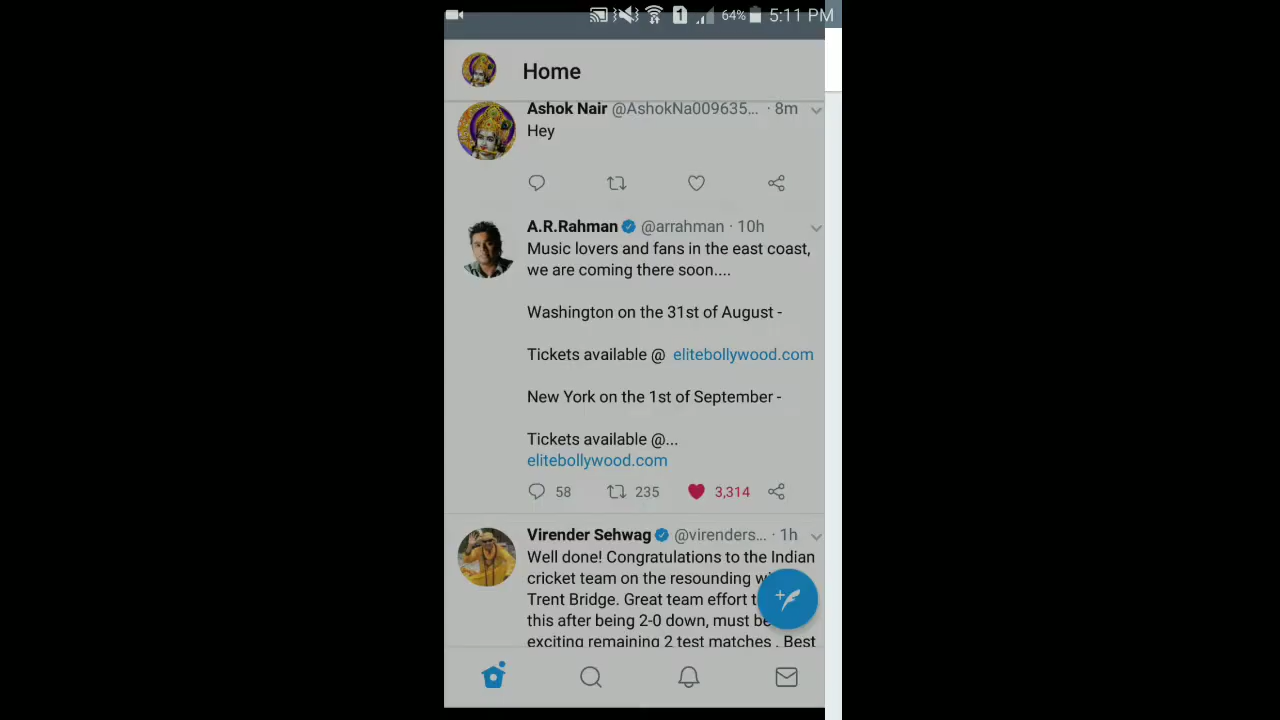 1 64% 5:11 PM
Home
Ashok Nair @AshokNa009635... · 8m
Hey
A.R.Rahman @arrahman · 10h
Music lovers and fans in the east coast,
we are coming there soon....
Washington on the 31st of August -
Tickets available @ elitebollywood.com
New York on the 1st of September -
Tickets available @...
elitebollywood.com
58 235 3,314
Virender Sehwag @virenders... · 1h
Well done! Congratulations to the Indian
cricket team on the resounding
Trent Bridge. Great team effort
this after being 2-0 down, must be
exciting remaining 2 test matches . Best